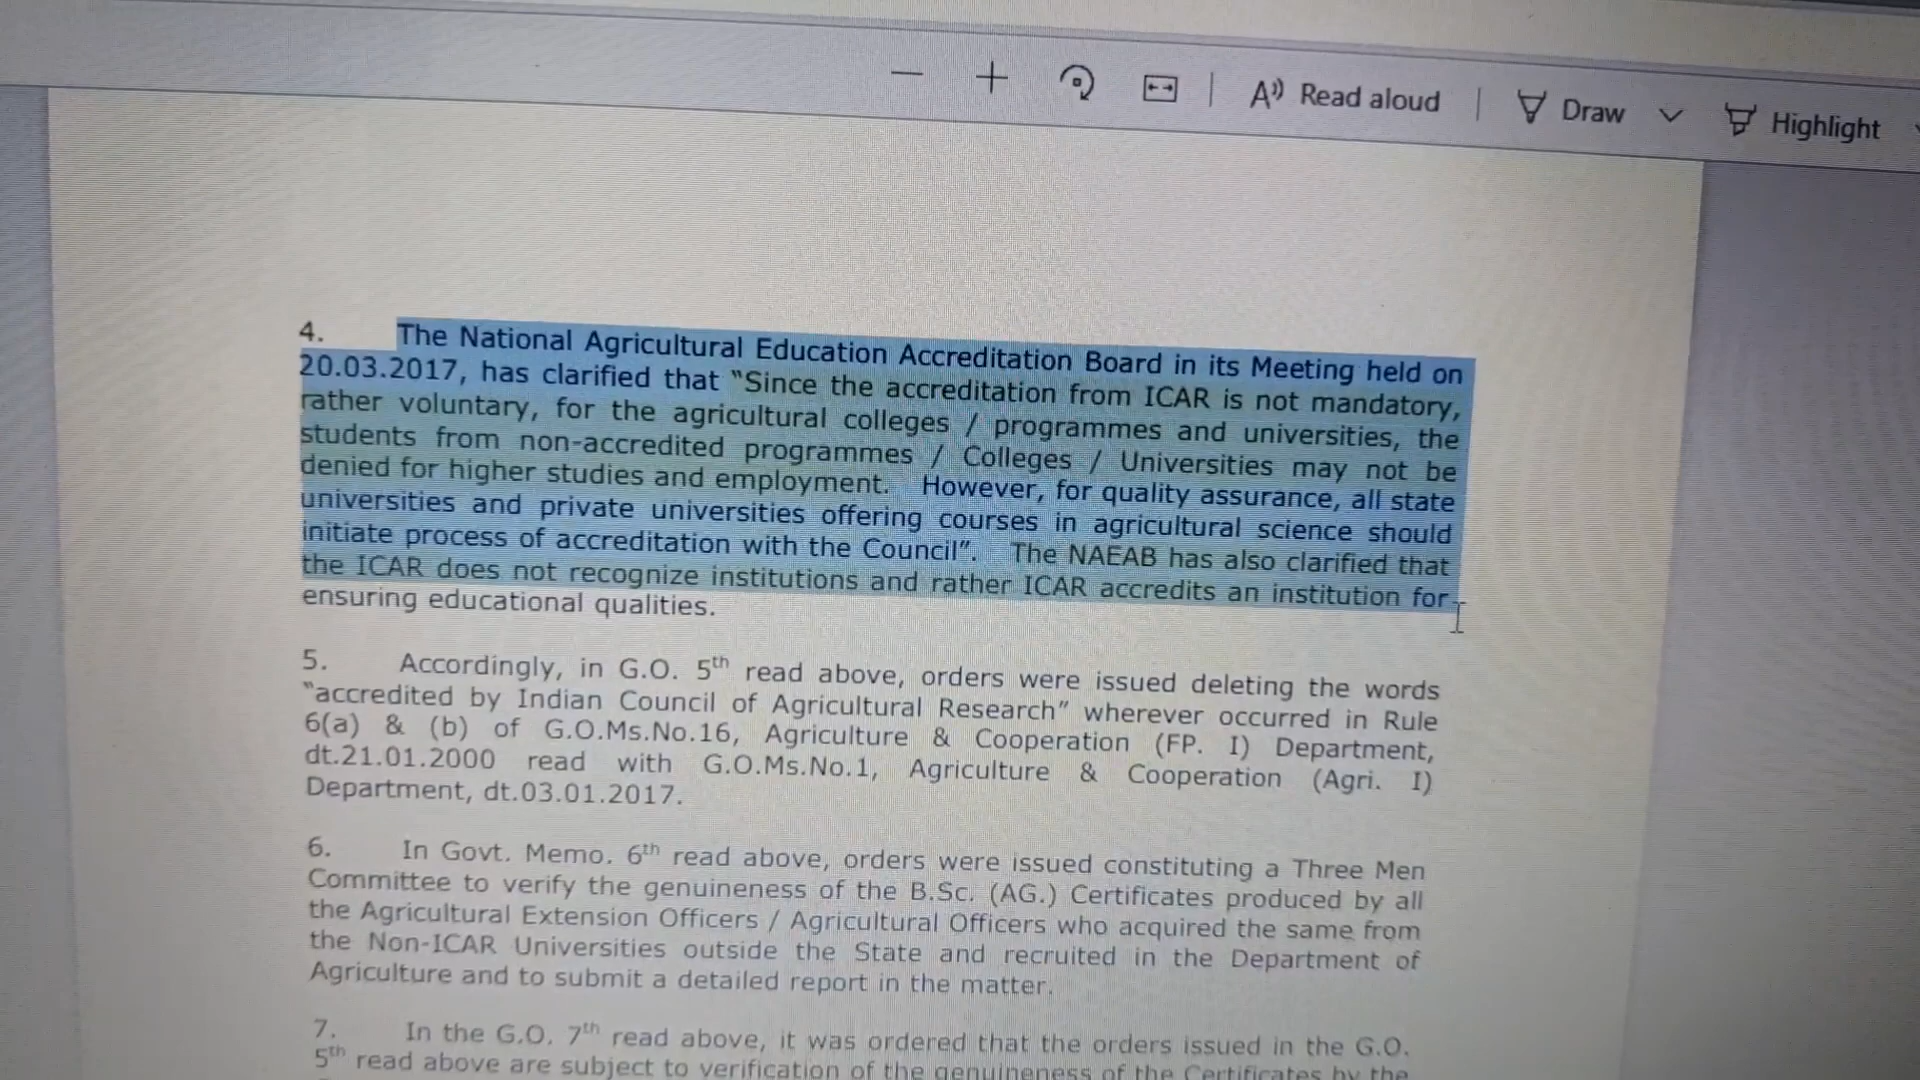 Read aloud
Draw
Highlight
4. The National Agricultural Education Accreditation Board in its Meeting held on
20.03.2017, has clarified that "Since the accreditation from ICAR is not mandatory,
rather voluntary, for the agricultural colleges / programmes and universities, the
students from non-accredited programmes / Colleges / Universities may not be
denied for higher studies and employment. However, for quality assurance, all state
universities and private universities offering courses in agricultural science should
initiate process of accreditation with the Council". The NAEAB has also clarified that
the ICAR does not recognize institutions and rather ICAR accredits an institution for
ensuring educational qualities.
5. Accordingly, in G.O. 5th read above, orders were issued deleting the words
"accredited by Indian Council of Agricultural Research" wherever occurred in Rule
6(a) & (b) of G.O.Ms.No.16, Agriculture & Cooperation (FP. I) Department,
dt.21.01.2000 read with G.O.Ms.No.1, Agriculture & Cooperation (Agri. I)
Department, dt.03.01.2017.
6. In Govt. Memo. 6th read above, orders were issued constituting a Three Men
Committee to verify the genuineness of the B.Sc. (AG.) Certificates produced by all
the Agricultural Extension Officers / Agricultural Officers who acquired the same from
the Non-ICAR Universities outside the State and recruited in the Department of
Agriculture and to submit a detailed report in the matter.
7. In the G.O. 7th read above, it was ordered that the orders issued in the G.O.
5th read above are subject to verification of the genuineness of the Certificates by the